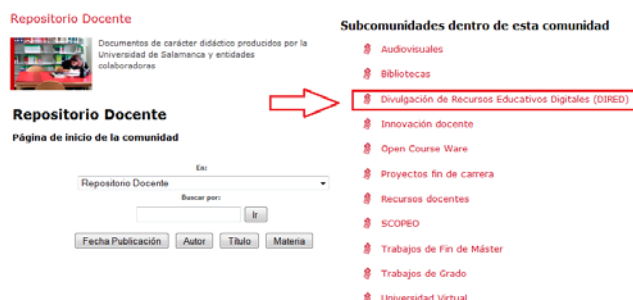 Repositorio Docente
Documentos de carácter didáctico producidos por la
Universidad de Salamanca y entidades
colaboradoras
Repositorio Docente
Página de inicio de la comunidad
En:
Repositorio Docente
Buscar por:
Ir
Fecha Publicación Autor Título Materia
Subcomunidades dentro de esta comunidad
Audiovisuales
Bibliotecas
Divulgación de Recursos Educativos Digitales (DIRED)
Innovación docente
Open Course Ware
Proyectos fin de carrera
Recursos docentes
SCOPEO
Trabajos de Fin de Máster
Trabajos de Grado
Universidad Virtual